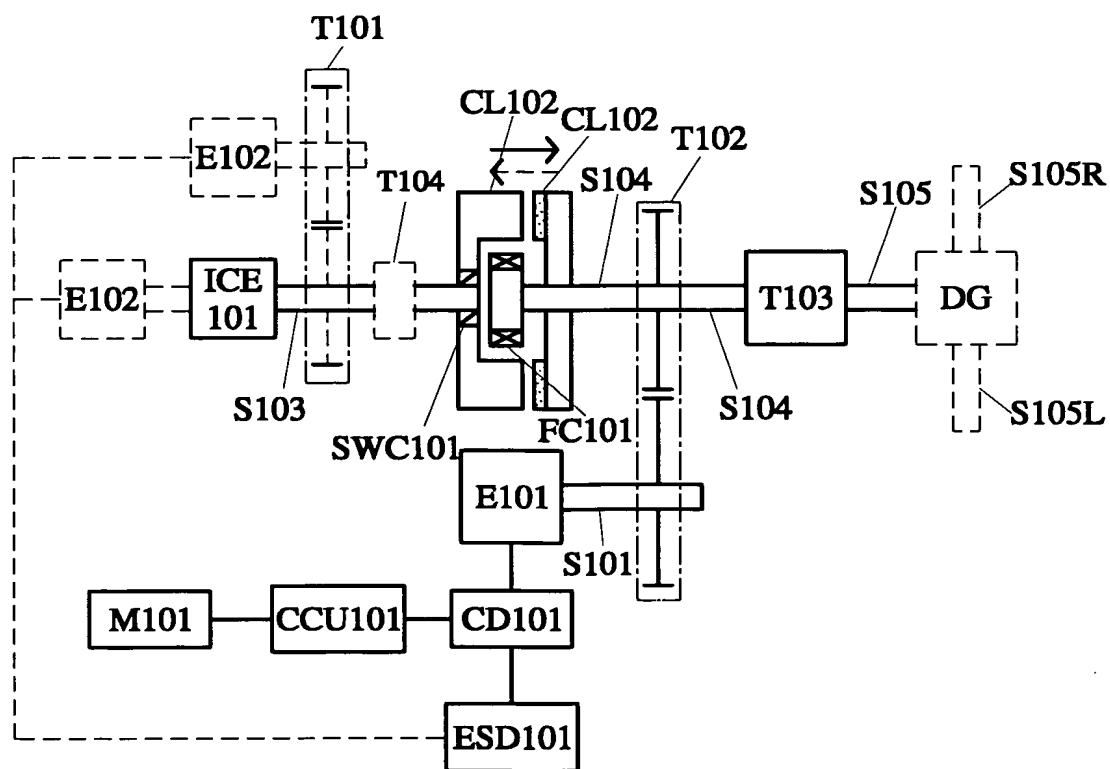 T101
CL102
CL102
T102
E102
T104
S104
S105
S105R
E102
ICE
101
T103
DG
S103
SWC101
FC101
S104
S105L
E101
S101
M101
CCU101
CD101
ESD101